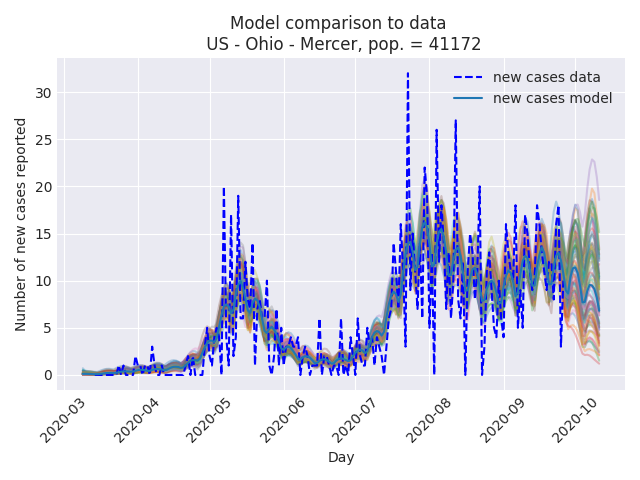 Model comparison to data
US - Ohio - Mercer, pop. = 41172
new cases data
new cases model
Number of new cases reported
30
25
20
15
10
5
0
2020-03
2020-04
2020-05
2020-06
2020-07
2020-08
2020-09
2020-10
Day